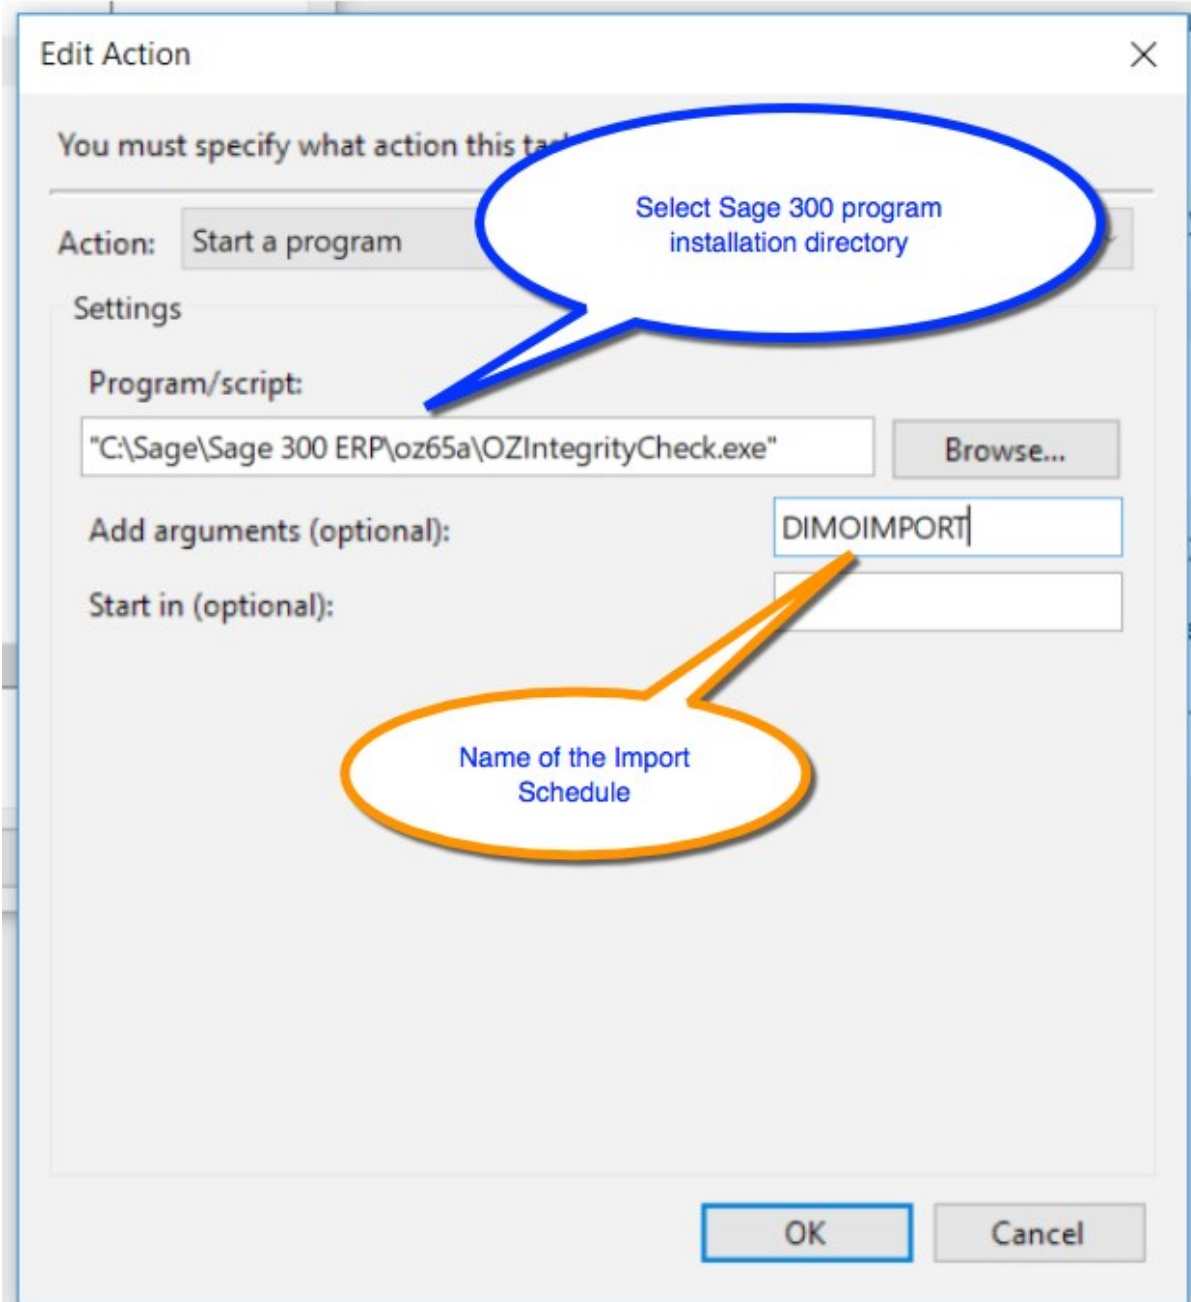 Edit Action
You must specify what action this
Select Sage 300 program
installation directory
Action: Start a program
Settings
Program/script:
"C:\Sage\Sage 300 ERP\oz65a\OZIntegrityCheck.exe" Browse...
Add arguments (optional): DIMOIMPORT
Start in (optional):
Name of the Import
Schedule
OK Cancel